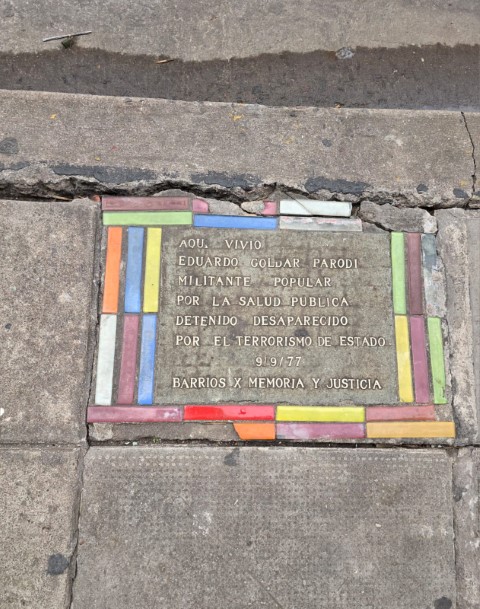 AQUI VIVIO
EDUARDO GOLDAR PARODI
MILITANTE POPULAR
POR LA SALUD PUBLICA
DETENIDO DESAPARECIDO
POR EL TERRORISMO DE ESTADO
9/9/77
BARRIOS X MEMORIA Y JUSTICIA